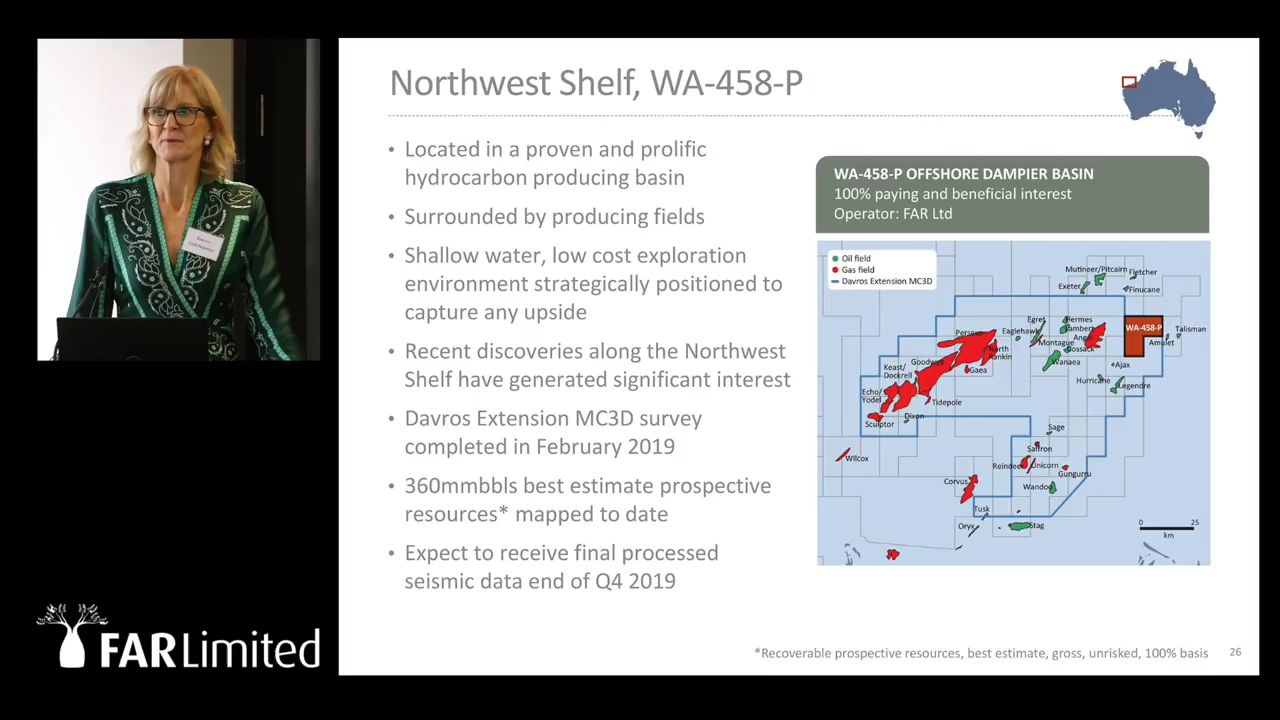 Northwest Shelf, WA-458-P
• Located in a proven and prolific
hydrocarbon producing basin
• Surrounded by producing fields
• Shallow water, low cost exploration
environment strategically positioned to
capture any upside
• Recent discoveries along the Northwest
Shelf have generated significant interest
• Davros Extension MC3D survey
completed in February 2019
• 360mmbbls best estimate prospective
resources* mapped to date
• Expect to receive final processed
seismic data end of Q4 2019
WA-458-P OFFSHORE DAMPIER BASIN
100% paying and beneficial interest
Operator: FAR Ltd
Oil field
Gas field
Davros Extension MC3D
Mutineer/Pitcairn
Fletcher
Exeter
Finucane
Egret
Hermes
Lambert
Eaglehawk
Angel
WA-458-P
Talisman
Perseus
Montague
Cossack
Amulet
North
Rankin
Wanaea
Goodwyn
Gaea
Ajax
Keast/
Dockrell
Hurricane
Legendre
Echo/
Yodel
Tidepole
Dixon
Sculptor
Sage
Saffron
Wilcox
Reindeer
Unicorn
Gungurru
Corvus
Wandoo
Tusk
Oryx
Stag
0 25
km
FAR Limited
*Recoverable prospective resources, best estimate, gross, unrisked, 100% basis
26